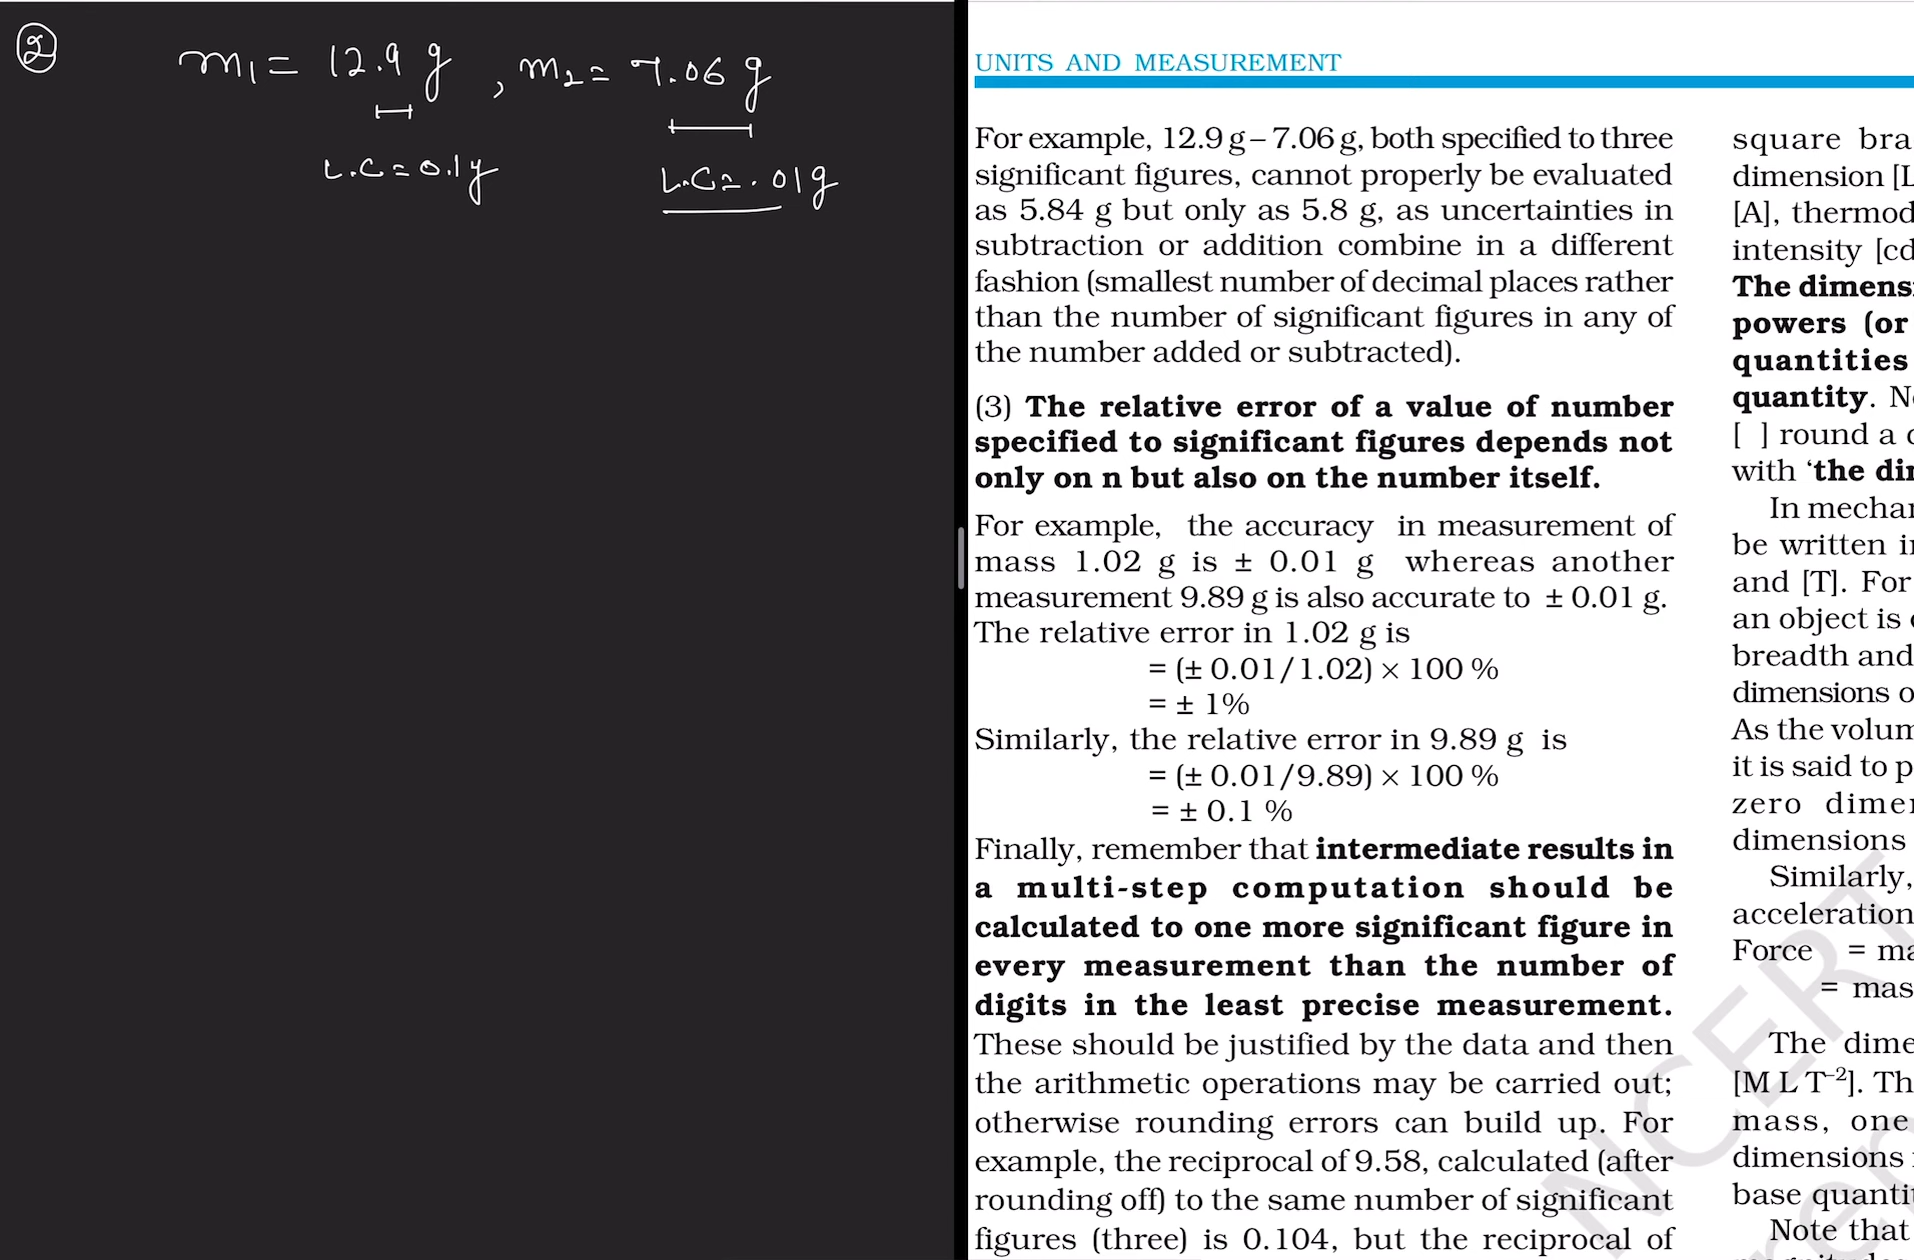 2
m1 = 12.9 g , m2 = 7.06 g
L.C = 0.1g
L.C = .01g
UNITS AND MEASUREMENT
For example, 12.9 g – 7.06 g, both specified to three
significant figures, cannot properly be evaluated
as 5.84 g but only as 5.8 g, as uncertainties in
subtraction or addition combine in a different
fashion (smallest number of decimal places rather
than the number of significant figures in any of
the number added or subtracted).
(3) The relative error of a value of number
specified to significant figures depends not
only on n but also on the number itself.
For example, the accuracy in measurement of
mass 1.02 g is ± 0.01 g whereas another
measurement 9.89 g is also accurate to ± 0.01 g.
The relative error in 1.02 g is
= (± 0.01/1.02) × 100 %
= ± 1%
Similarly, the relative error in 9.89 g is
= (± 0.01/9.89) × 100 %
= ± 0.1 %
Finally, remember that intermediate results in
a multi-step computation should be
calculated to one more significant figure in
every measurement than the number of
digits in the least precise measurement.
These should be justified by the data and then
the arithmetic operations may be carried out;
otherwise rounding errors can build up. For
example, the reciprocal of 9.58, calculated (after
rounding off) to the same number of significant
figures (three) is 0.104, but the reciprocal of
square bra
dimension [L
[A], thermod
intensity [cd
The dimens
powers (or
quantities
quantity. N
[ ] round a
with ‘the di
In mecha
be written i
and [T]. For
an object is
breadth and
dimensions o
As the volum
it is said to p
zero dime
dimensions
Similarly,
acceleration
Force = ma
= mas
The dime
[M L T⁻²]. Th
mass, one
dimensions
base quanti
Note that
NCERT